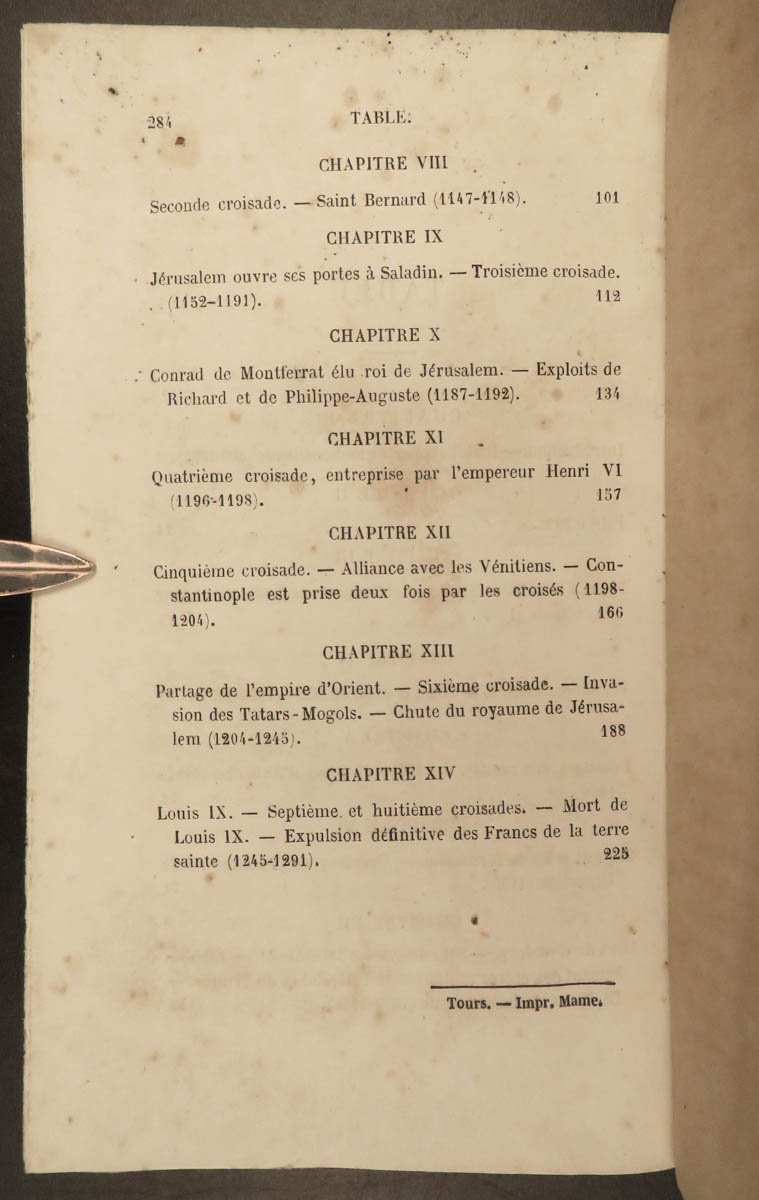 284 TABLE.
CHAPITRE VIII
Seconde croisade. — Saint Bernard (1147-1148). 101
CHAPITRE IX
Jérusalem ouvre ses portes à Saladin. — Troisième croisade.
(1152-1191). 112
CHAPITRE X
Conrad de Montferrat élu roi de Jérusalem. — Exploits de
Richard et de Philippe-Auguste (1187-1192). 134
CHAPITRE XI
Quatrième croisade, entreprise par l'empereur Henri VI
(1196-1198). 157
CHAPITRE XII
Cinquième croisade. — Alliance avec les Vénitiens. — Con-
stantinople est prise deux fois par les croisés (1198-
1204). 166
CHAPITRE XIII
Partage de l'empire d'Orient. — Sixième croisade. — Inva-
sion des Tatars-Mogols. — Chute du royaume de Jérusa-
lem (1204-1245). 188
CHAPITRE XIV
Louis IX. — Septième et huitième croisades. — Mort de
Louis IX. — Expulsion définitive des Francs de la terre
sainte (1245-1291). 225
Tours. — Impr. Mame.